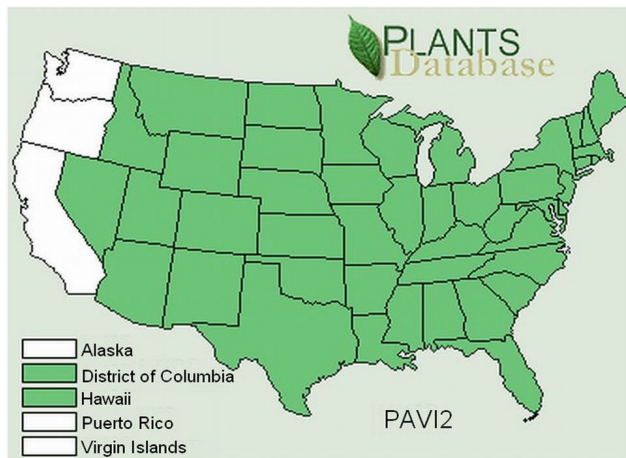 PLANTS
Database
Alaska
District of Columbia
Hawaii
Puerto Rico
Virgin Islands
PAVI2